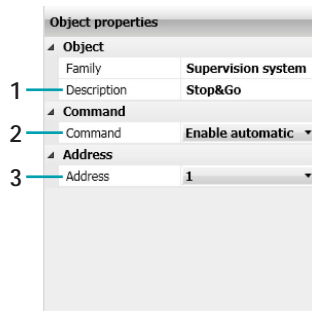 Object properties
Object
Family Supervision system
1 Description Stop&Go
Command
2 Command Enable automatic
Address
3 Address 1